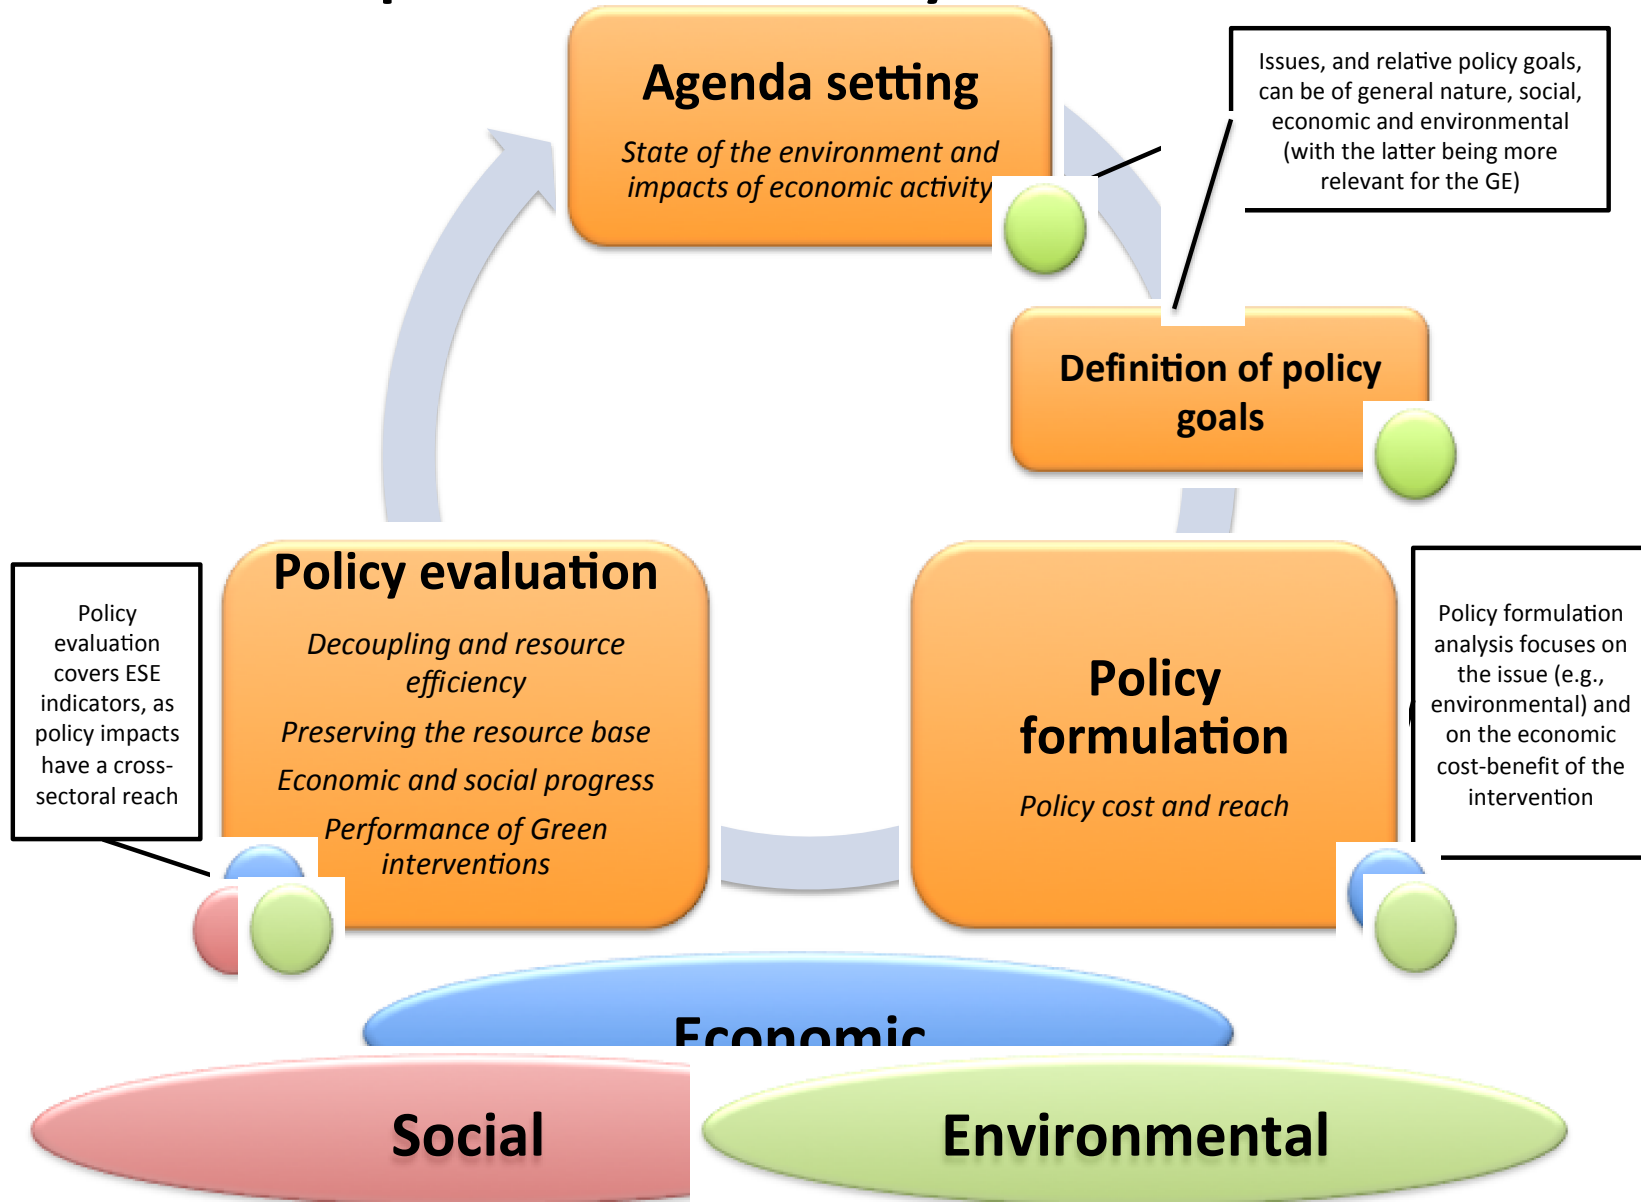 Agenda setting
State of the environment and
impacts of economic activity
Issues, and relative policy goals,
can be of general nature, social,
economic and environmental
(with the latter being more
relevant for the GE)
Definition of policy
goals
Policy evaluation
Decoupling and resource
efficiency
Preserving the resource base
Economic and social progress
Performance of Green
interventions
Policy
evaluation
covers ESE
indicators, as
policy impacts
have a cross-
sectoral reach
Policy
formulation
Policy cost and reach
Policy formulation
analysis focuses on
the issue (e.g.,
environmental) and
on the economic
cost-benefit of the
intervention
Economic
Social
Environmental